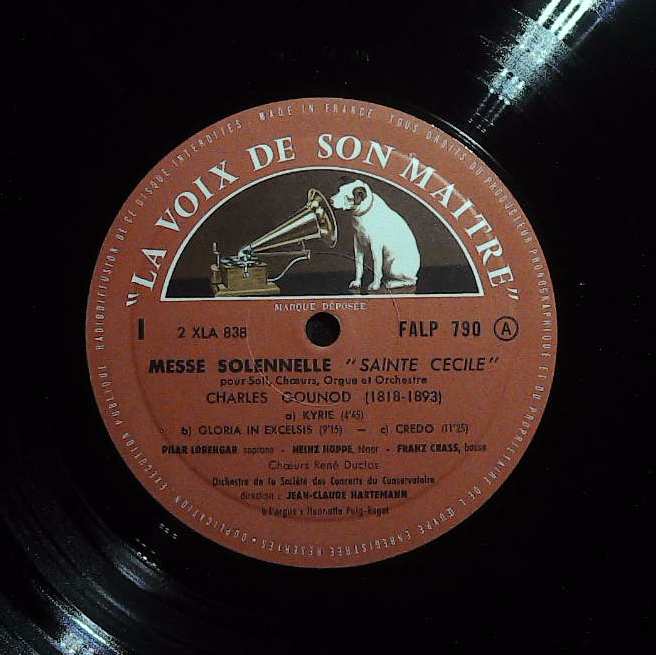 MADE IN FRANCE · TOUS DROITS DU PRODUCTEUR PHONOGRAPHIQUE ET DU PROPRIETAIRE DE L'ŒUVRE ENREGISTREE RESERVES · DUPLICATION EXECUTION PUBLIQUE RADIODIFFUSION DE CE DISQUE INTERDITES ·
"LA VOIX DE SON MAITRE"
MARQUE DÉPOSÉE
I 2 XLA 838 FALP 790 A
MESSE SOLENNELLE "SAINTE CECILE"
pour Soli, Chœurs, Orgue et Orchestre
CHARLES GOUNOD (1818-1893)
a) KYRIE (4'45)
b) GLORIA IN EXCELSIS (9'15) - c) CREDO (11'25)
PILAR LORENGAR, soprano - HEINZ HOPPE, ténor - FRANZ CRASS, basse
Chœurs René Duclos
Orchestre de la Société des Concerts du Conservatoire
direction : JEAN-CLAUDE HARTEMANN
à l'orgue : Henriette Puig-Roget